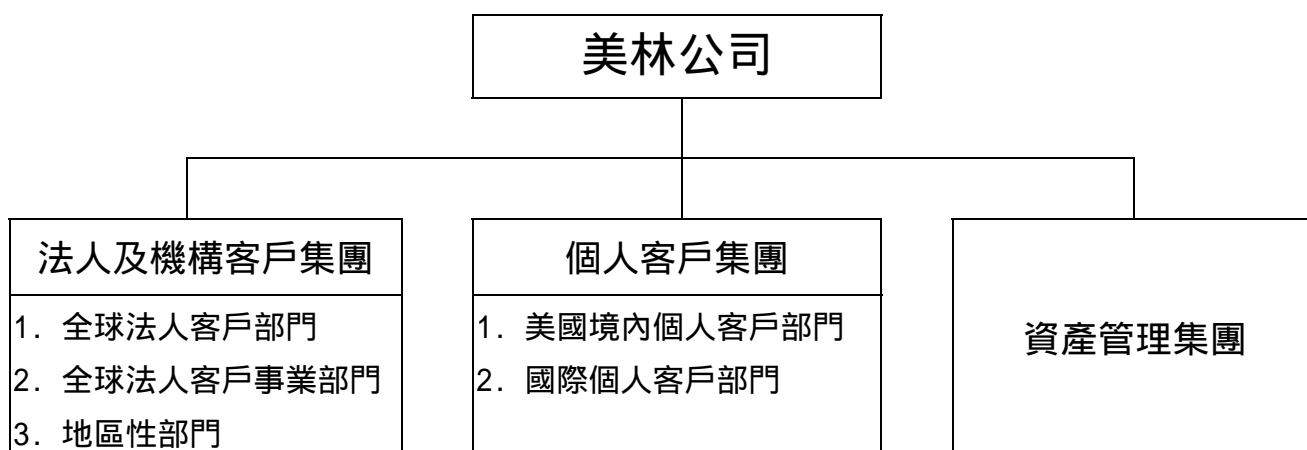 美林公司
法人及機構客戶集團
1. 全球法人客戶部門
2. 全球法人客戶事業部門
3. 地區性部門
個人客戶集團
1. 美國境內個人客戶部門
2. 國際個人客戶部門
資產管理集團